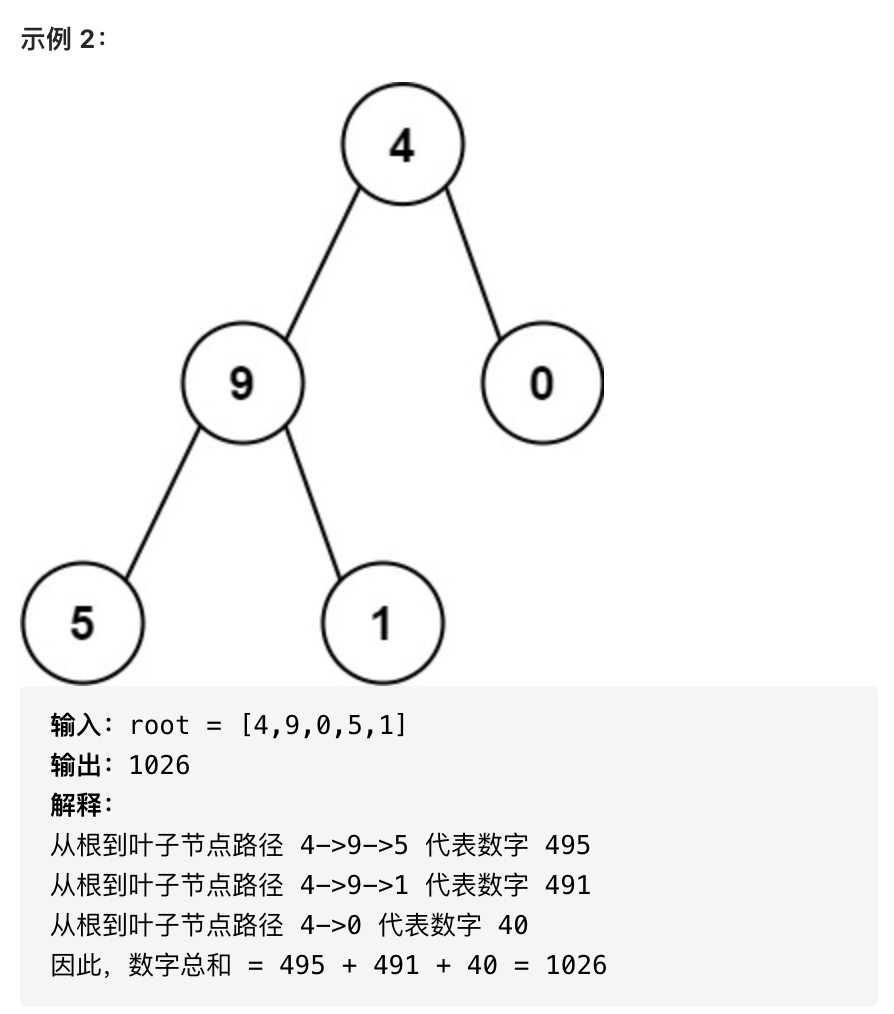 示例 2：
4
9
0
5
1
输入：root = [4,9,0,5,1]
输出：1026
解释：
从根到叶子节点路径 4->9->5 代表数字 495
从根到叶子节点路径 4->9->1 代表数字 491
从根到叶子节点路径 4->0 代表数字 40
因此，数字总和 = 495 + 491 + 40 = 1026